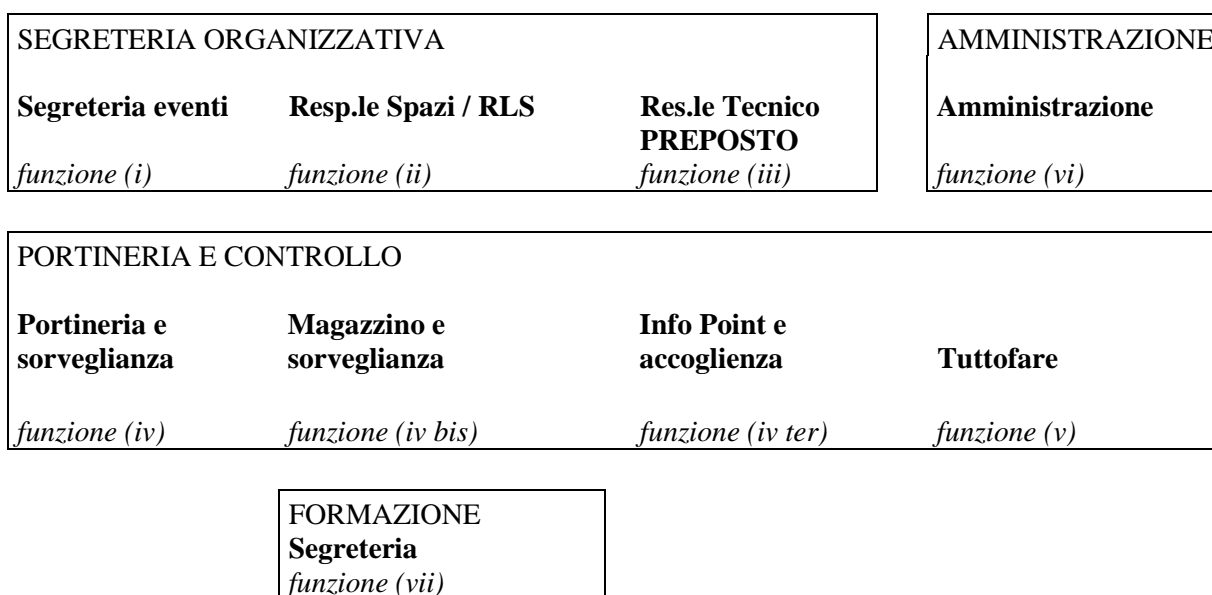 SEGRETERIA ORGANIZZATIVA
Segreteria eventi
funzione (i)
Resp.le Spazi / RLS
funzione (ii)
Res.le Tecnico
PREPOSTO
funzione (iii)
AMMINISTRAZIONE
Amministrazione
funzione (vi)
PORTINERIA E CONTROLLO
Portineria e
sorveglianza
funzione (iv)
Magazzino e
sorveglianza
funzione (iv bis)
Info Point e
accoglienza
funzione (iv ter)
Tuttofare
funzione (v)
FORMAZIONE
Segreteria
funzione (vii)